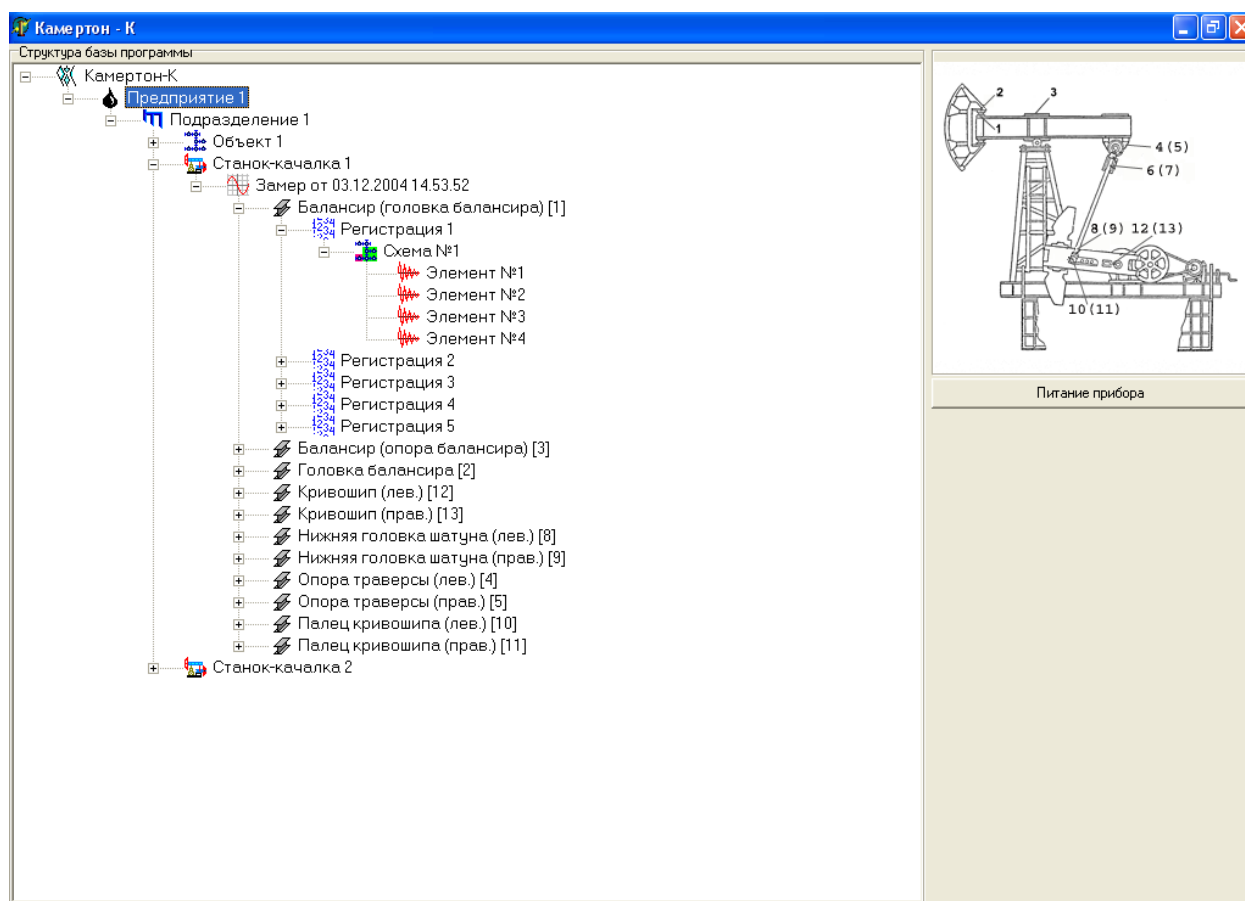 Камертон - К
Структура базы программы
Камертон-К
Предприятие 1
Подразделение 1
Объект 1
Станок-качалка 1
Замер от 03.12.2004 14.53.52
Балансир (головка балансира) [1]
Регистрация 1
Схема №1
Элемент №1
Элемент №2
Элемент №3
Элемент №4
Регистрация 2
Регистрация 3
Регистрация 4
Регистрация 5
Балансир (опора балансира) [3]
Головка балансира [2]
Кривошип (лев.) [12]
Кривошип (прав.) [13]
Нижняя головка шатуна (лев.) [8]
Нижняя головка шатуна (прав.) [9]
Опора траверсы (лев.) [4]
Опора траверсы (прав.) [5]
Палец кривошипа (лев.) [10]
Палец кривошипа (прав.) [11]
Станок-качалка 2
2 3
1
4 (5)
6 (7)
8 (9) 12 (13)
10 (11)
Питание прибора